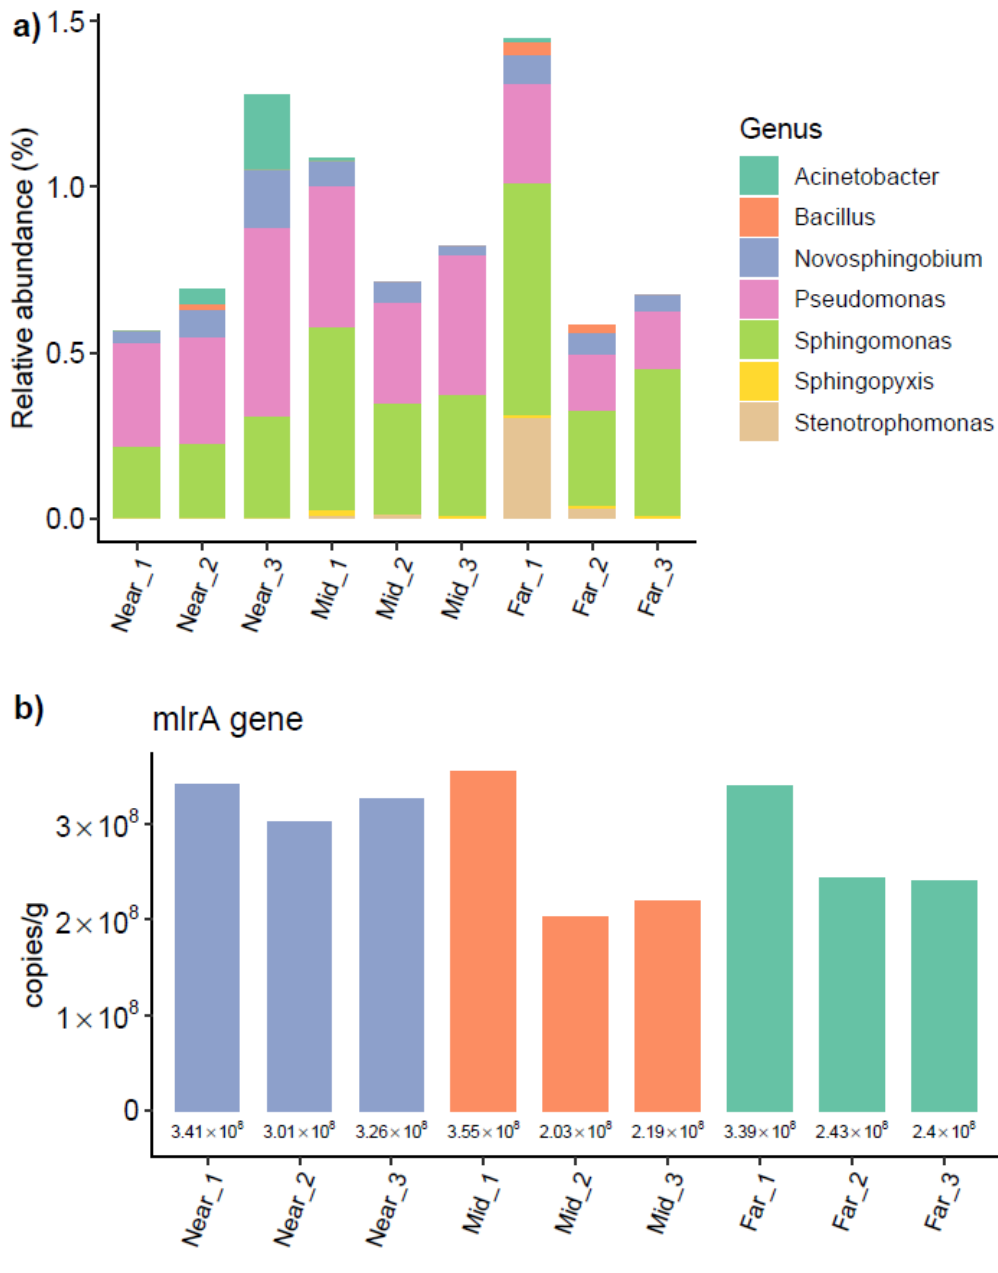 a)
1.5
1.0
0.5
0.0
Relative abundance (%)
Near_1
Near_2
Near_3
Mid_1
Mid_2
Mid_3
Far_1
Far_2
Far_3
Genus
Acinetobacter
Bacillus
Novosphingobium
Pseudomonas
Sphingomonas
Sphingopyxis
Stenotrophomonas
b)
mlrA gene
3×10⁸
2×10⁸
1×10⁸
0
copies/g
3.41×10⁸ 3.01×10⁸ 3.26×10⁸ 3.55×10⁸ 2.03×10⁸ 2.19×10⁸ 3.39×10⁸ 2.43×10⁸ 2.4×10⁸
Near_1
Near_2
Near_3
Mid_1
Mid_2
Mid_3
Far_1
Far_2
Far_3